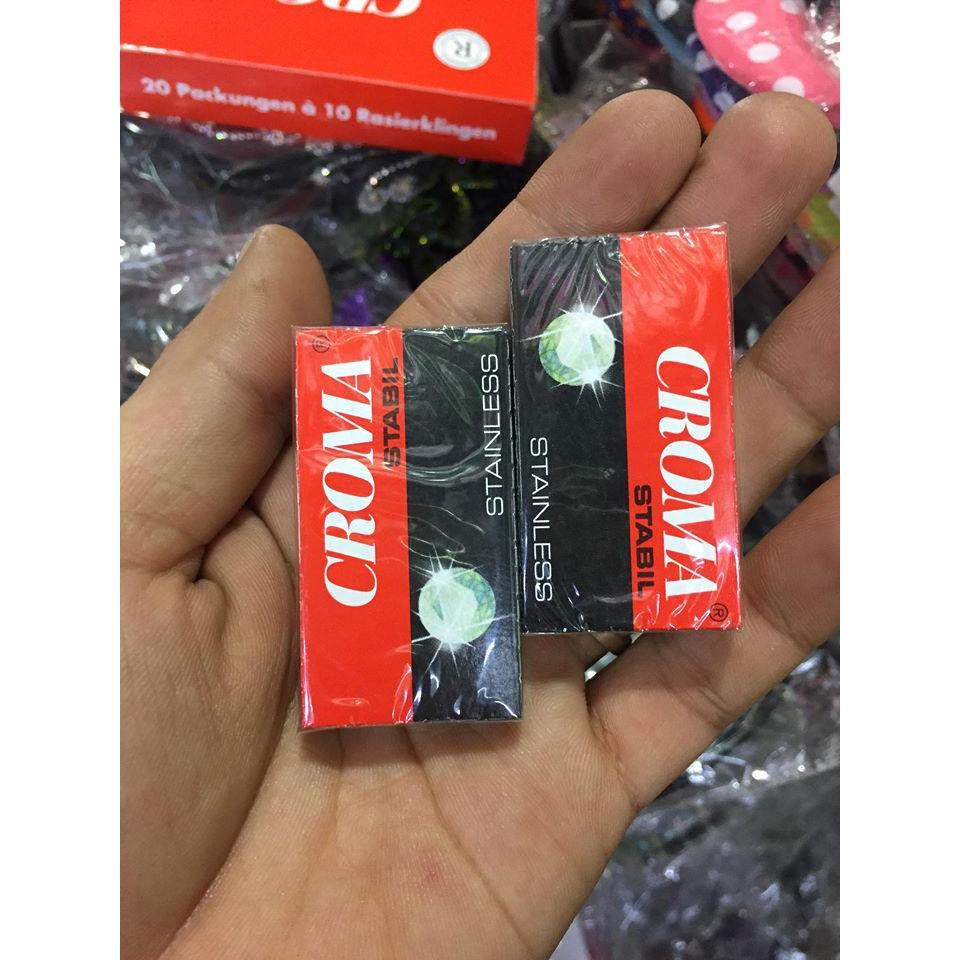 ®
20 Packungen à 10 Rasierklingen
CROMA®
STABIL
STAINLESS
CROMA®
STABIL
STAINLESS